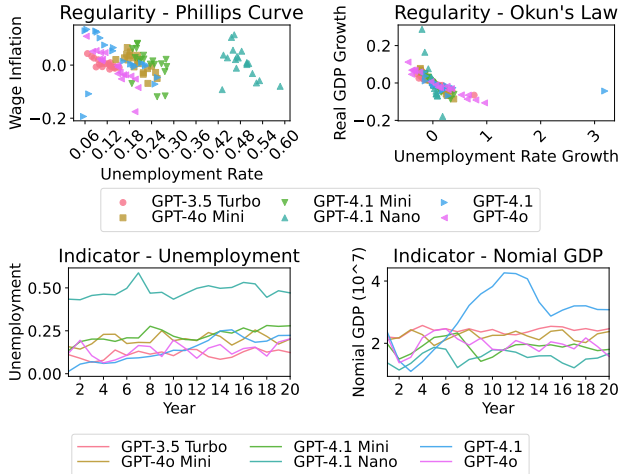 Regularity - Phillips Curve
Regularity - Okun's Law
Wage Inflation
0.0
−0.2
0.06
0.12
0.18
0.24
0.30
0.36
0.42
0.48
0.54
0.60
Unemployment Rate
Real GDP Growth
0.2
0.0
−0.2
0
1
2
3
Unemployment Rate Growth
GPT-3.5 Turbo
GPT-4.1 Mini
GPT-4.1
GPT-4o Mini
GPT-4.1 Nano
GPT-4o
Indicator - Unemployment
Indicator - Nomial GDP
Unemployment
0.50
0.25
0.00
2 4 6 8 10 12 14 16 18 20
Year
Nomial GDP (10^7)
4
2
2 4 6 8 10 12 14 16 18 20
Year
GPT-3.5 Turbo
GPT-4.1 Mini
GPT-4.1
GPT-4o Mini
GPT-4.1 Nano
GPT-4o